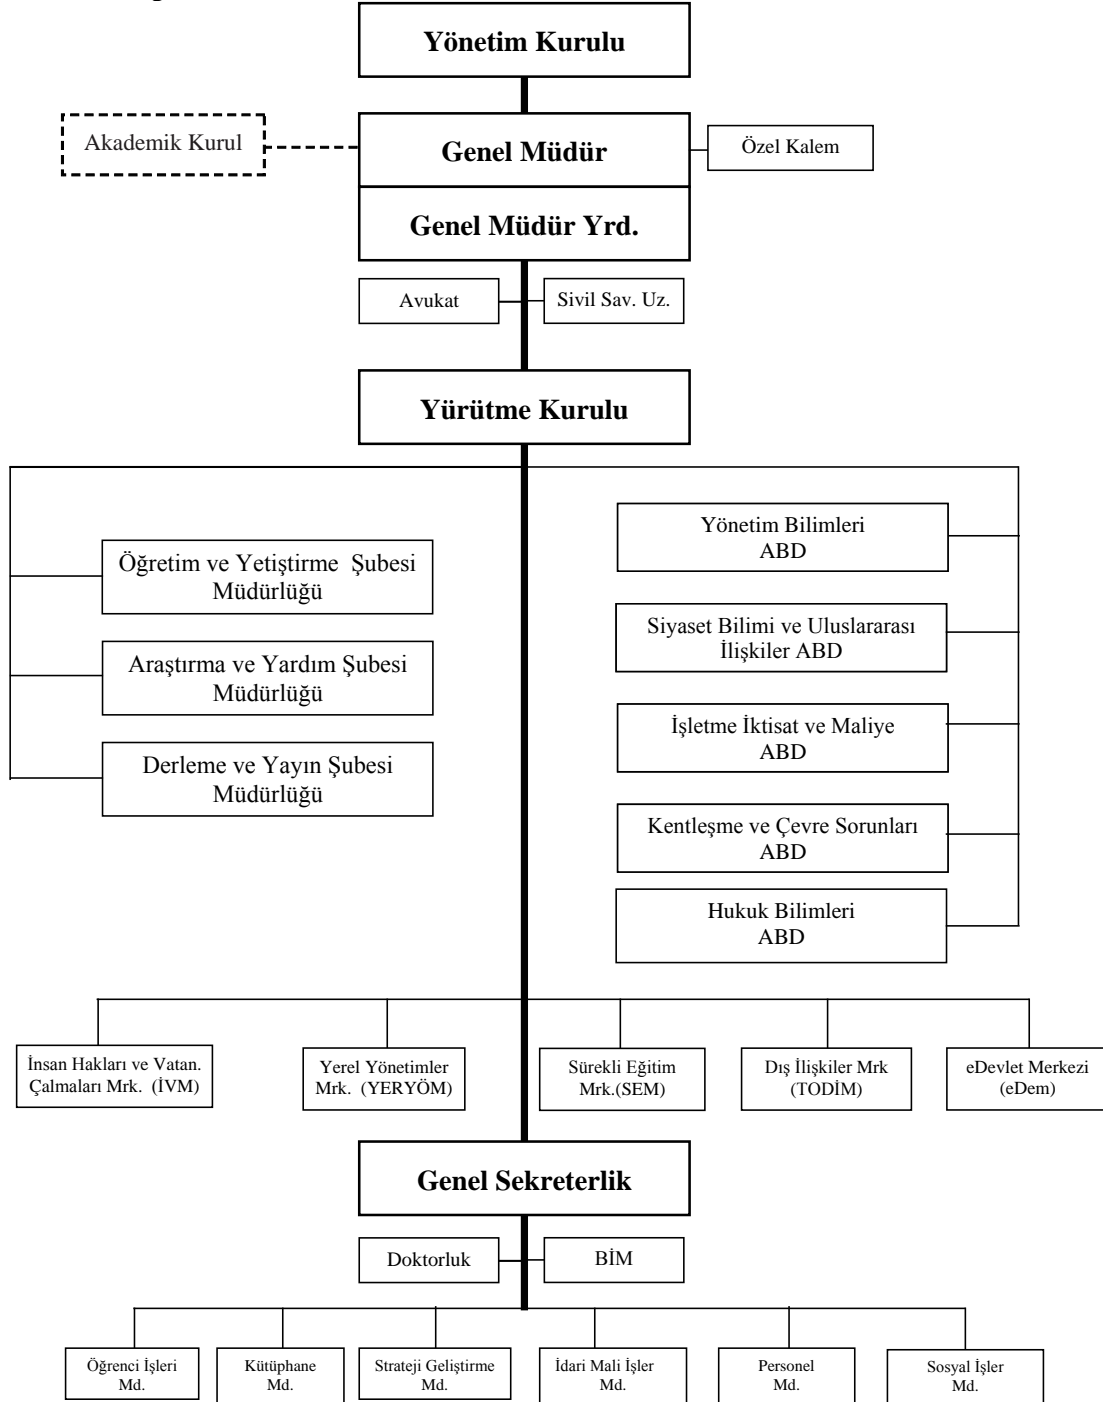 Yönetim Kurulu
Akademik Kurul
Genel Müdür
Özel Kalem
Genel Müdür Yrd.
Avukat
Sivil Sav. Uz.
Yürütme Kurulu
Öğretim ve Yetiştirme Şubesi
Müdürlüğü
Araştırma ve Yardım Şubesi
Müdürlüğü
Derleme ve Yayın Şubesi
Müdürlüğü
Yönetim Bilimleri
ABD
Siyaset Bilimi ve Uluslararası
İlişkiler ABD
İşletme İktisat ve Maliye
ABD
Kentleşme ve Çevre Sorunları
ABD
Hukuk Bilimleri
ABD
İnsan Hakları ve Vatan.
Çalmaları Mrk. (İVM)
Yerel Yönetimler
Mrk. (YERYÖM)
Sürekli Eğitim
Mrk.(SEM)
Dış İlişkiler Mrk
(TODİM)
eDevlet Merkezi
(eDem)
Genel Sekreterlik
Doktorluk
BİM
Öğrenci İşleri
Md.
Kütüphane
Md.
Strateji Geliştirme
Md.
İdari Mali İşler
Md.
Personel
Md.
Sosyal İşler
Md.